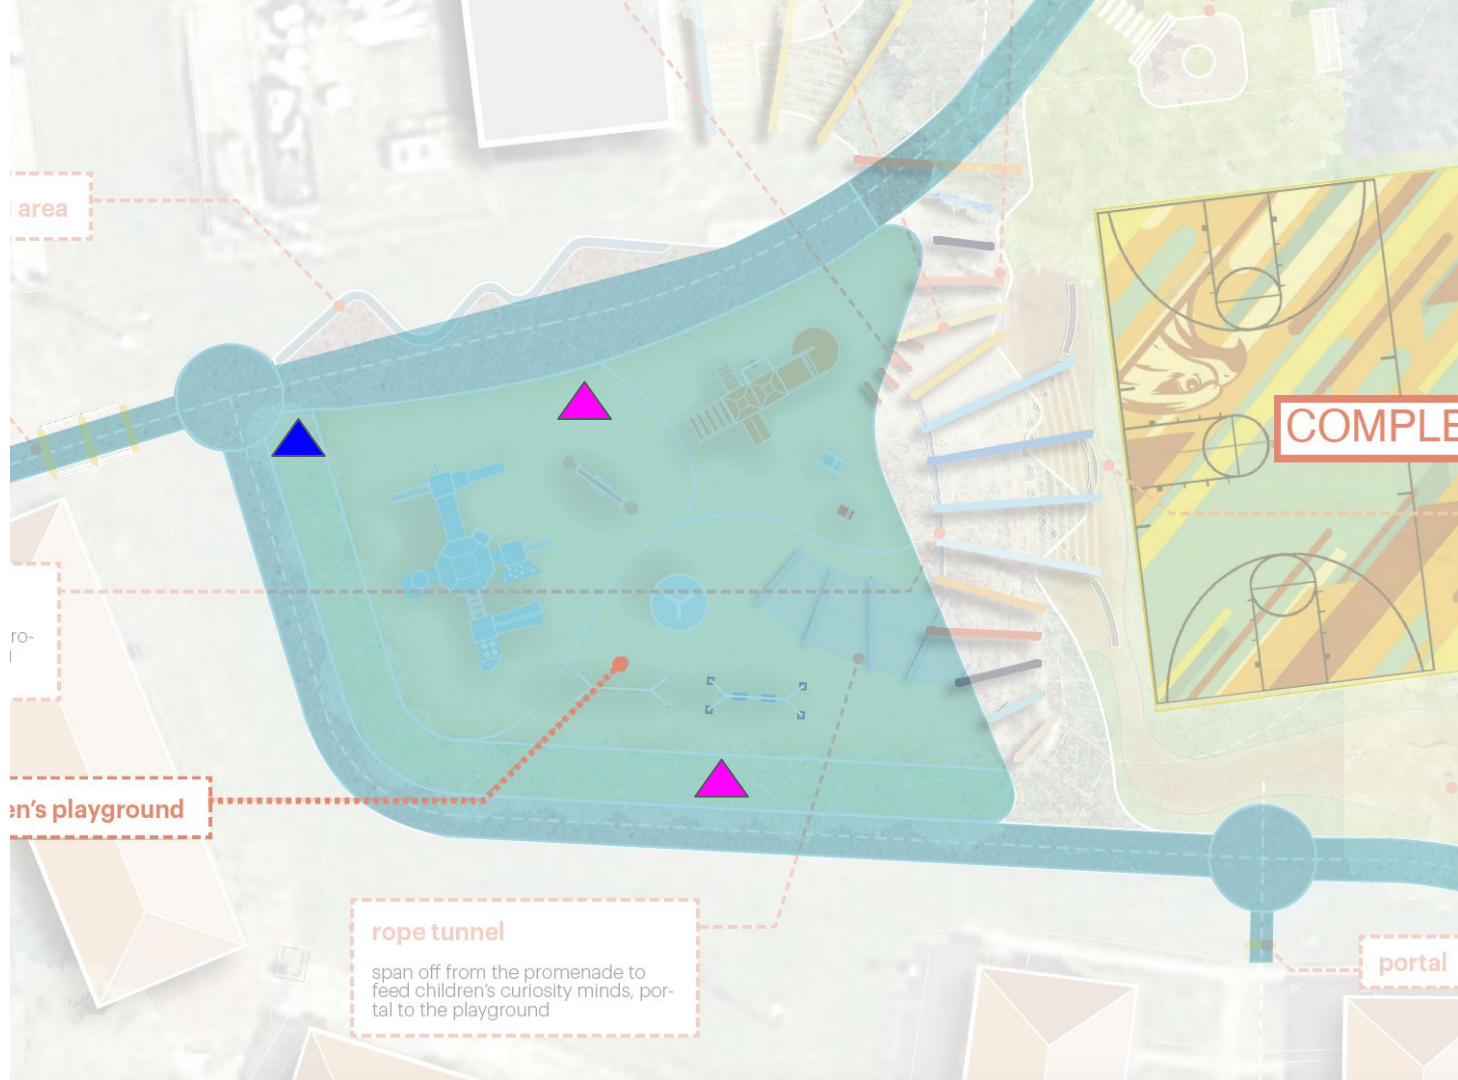 area
COMPLE
ro-
en's playground
rope tunnel
span off from the promenade to
feed children's curiosity minds, por-
tal to the playground
portal